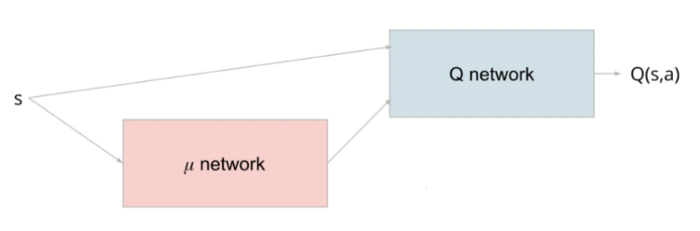 Q network
Q(s,a)
s
μ network